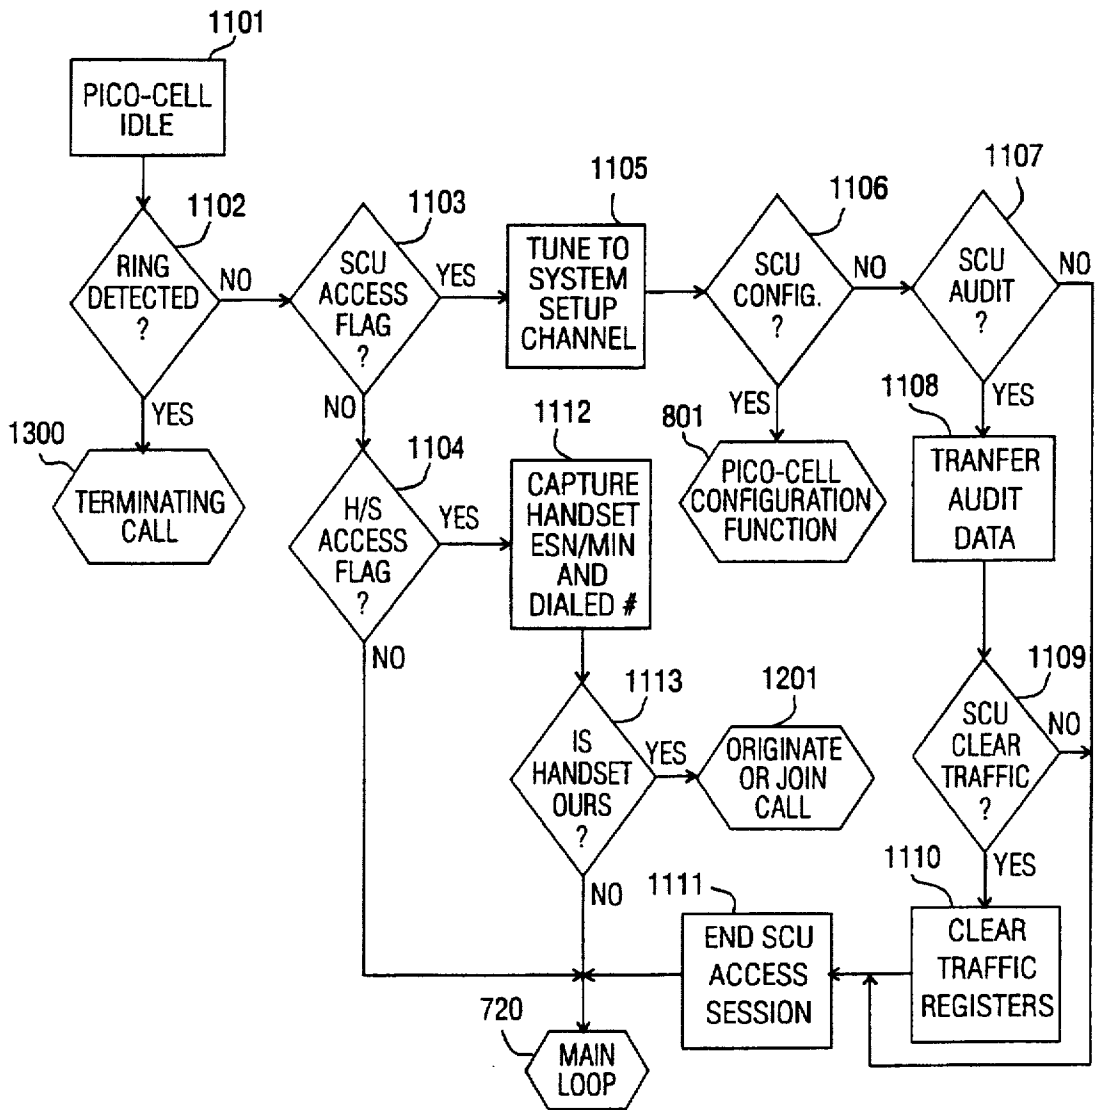 1101
PICO-CELL
IDLE
1102
RING
DETECTED
?
NO
YES
1300
TERMINATING
CALL
1103
SCU
ACCESS
FLAG
?
YES
NO
1105
TUNE TO
SYSTEM
SETUP
CHANNEL
1106
SCU
CONFIG.
?
NO
YES
801
PICO-CELL
CONFIGURATION
FUNCTION
1107
SCU
AUDIT
?
NO
YES
1108
TRANFER
AUDIT
DATA
1104
H/S
ACCESS
FLAG
?
YES
NO
1112
CAPTURE
HANDSET
ESN/MIN
AND
DIALED #
1113
IS
HANDSET
OURS
?
YES
NO
1201
ORIGINATE
OR JOIN
CALL
1109
SCU
CLEAR
TRAFFIC
?
NO
YES
1110
CLEAR
TRAFFIC
REGISTERS
1111
END SCU
ACCESS
SESSION
720
MAIN
LOOP